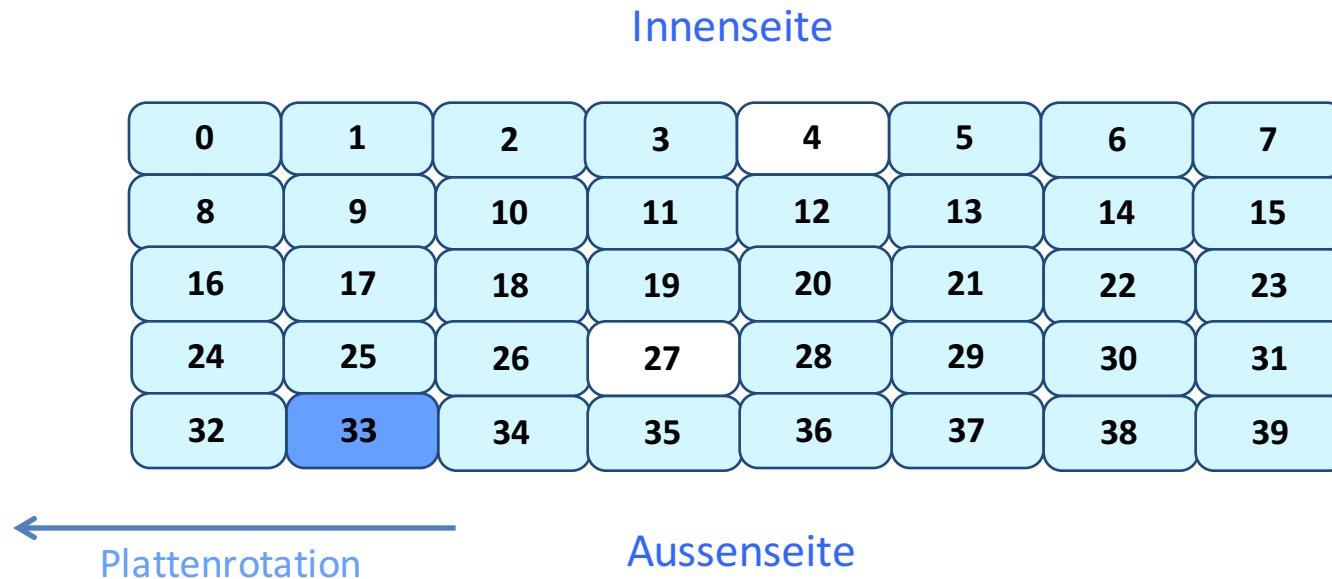 Innenseite
0 1 2 3 4 5 6 7
8 9 10 11 12 13 14 15
16 17 18 19 20 21 22 23
24 25 26 27 28 29 30 31
32 33 34 35 36 37 38 39
Plattenrotation
Aussenseite